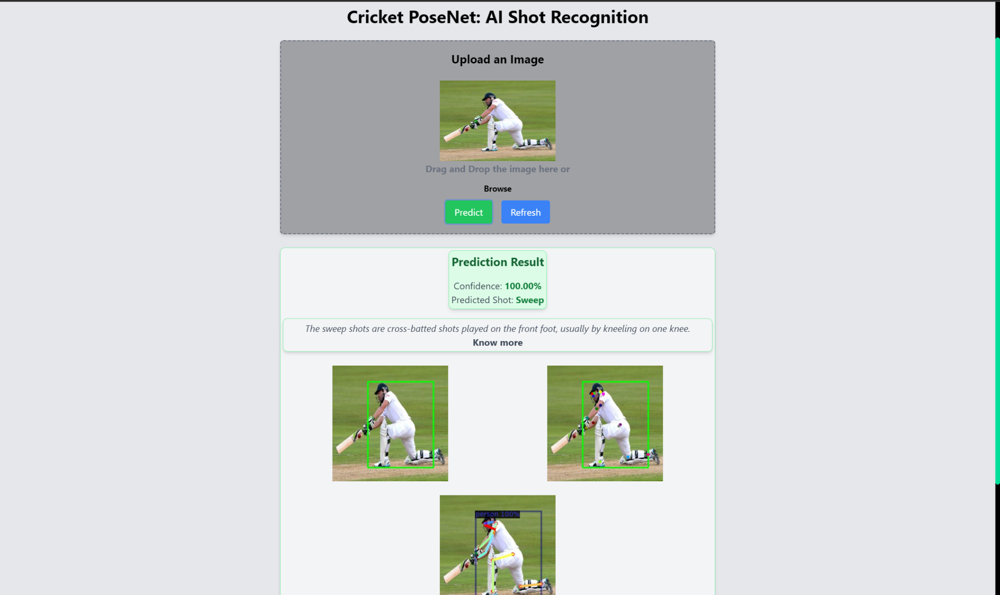 Cricket PoseNet: AI Shot Recognition
Upload an Image
Drag and Drop the image here or
Browse
Predict Refresh
Prediction Result
Confidence: 100.00%
Predicted Shot: Sweep
The sweep shots are cross-batted shots played on the front foot, usually by kneeling on one knee.
Know more
person 100%